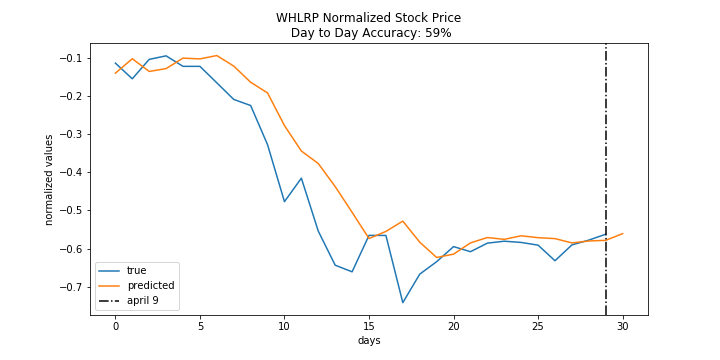 WHLRP Normalized Stock Price
Day to Day Accuracy: 59%
normalized values
−0.1
−0.2
−0.3
−0.4
−0.5
−0.6
−0.7
true
predicted
april 9
0
5
10
15
20
25
30
days